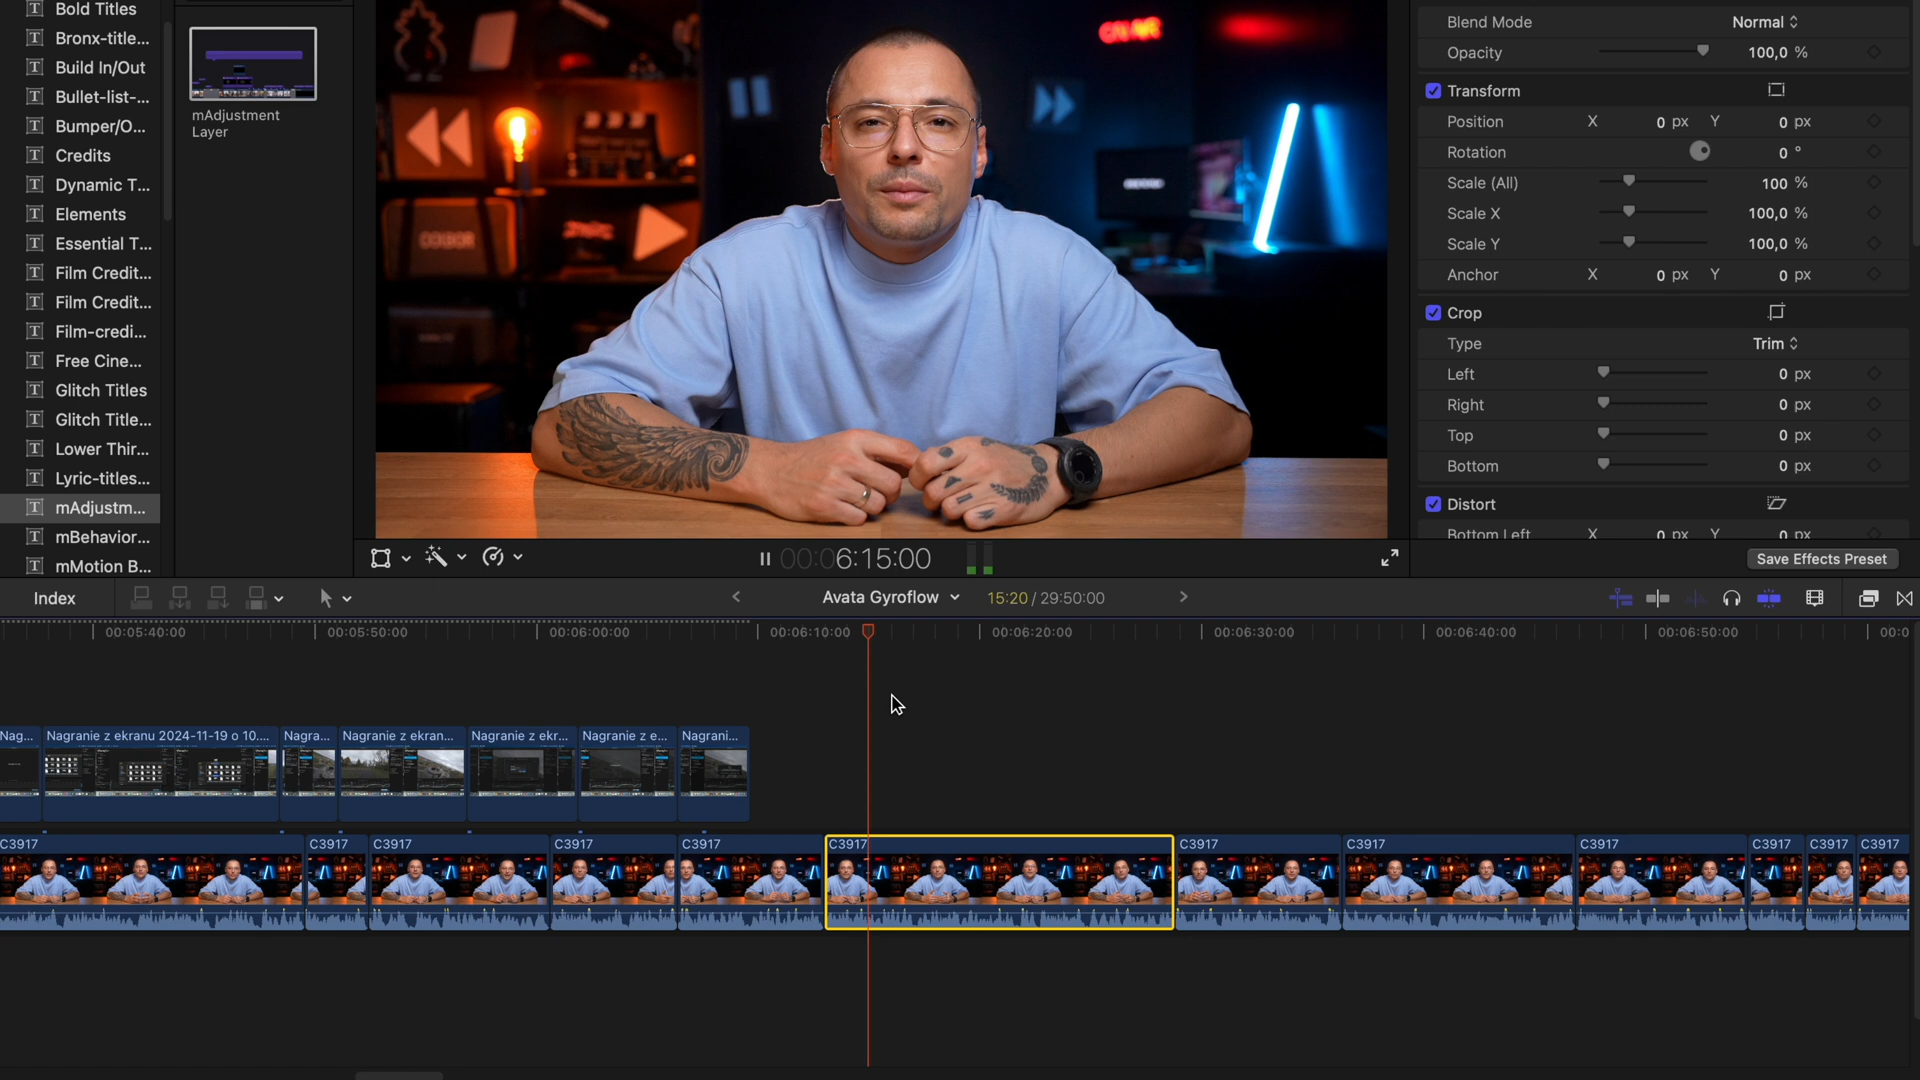 Bold Titles
Bronx-title...
Build In/Out
Bullet-list-...
Bumper/O...
Credits
Dynamic T...
Elements
Essential T...
Film Credit...
Film Credit...
Film-credi...
Free Cine...
Glitch Titles
Glitch Title...
Lower Thir...
Lyric-titles...
mAdjustm...
mBehavior...
mMotion B...
mAdjustment
Layer
Blend Mode Normal
Opacity 100,0 %
Transform
Position X 0 px Y 0 px
Rotation 0 °
Scale (All) 100 %
Scale X 100,0 %
Scale Y 100,0 %
Anchor X 0 px Y 0 px
Crop
Type Trim
Left 0 px
Right 0 px
Top 0 px
Bottom 0 px
Distort
Bottom Left X 0 px Y 0 px
Save Effects Preset
00:06:15:00
Index
Avata Gyroflow 15:20 / 29:50:00
00:05:40:00 00:05:50:00 00:06:00:00 00:06:10:00 00:06:20:00 00:06:30:00 00:06:40:00 00:06:50:00 00:0
Nag... Nagranie z ekranu 2024-11-19 o 10.... Nagra... Nagranie z ekran... Nagranie z ekr... Nagranie z e... Nagrani...
C3917 C3917 C3917 C3917 C3917 C3917 C3917 C3917 C3917 C3917 C3917 C3917